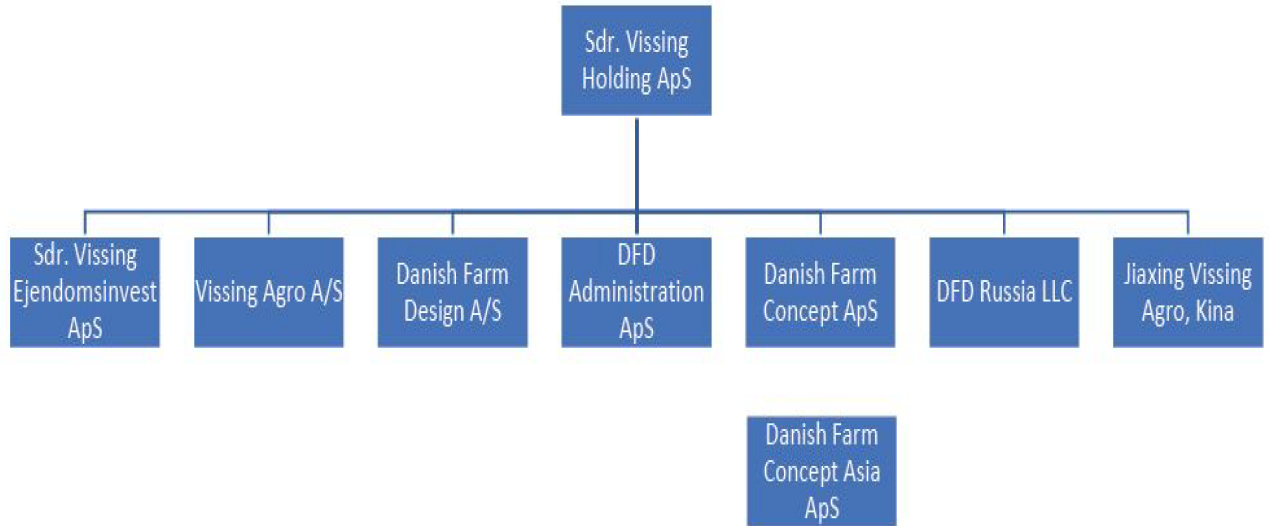 Sdr. Vissing
Holding ApS
Sdr. Vissing
Ejendomsinvest
ApS
Vissing Agro A/S
Danish Farm
Design A/S
DFD
Administration
ApS
Danish Farm
Concept ApS
DFD Russia LLC
Jiaxing Vissing
Agro, Kina
Danish Farm
Concept Asia
ApS